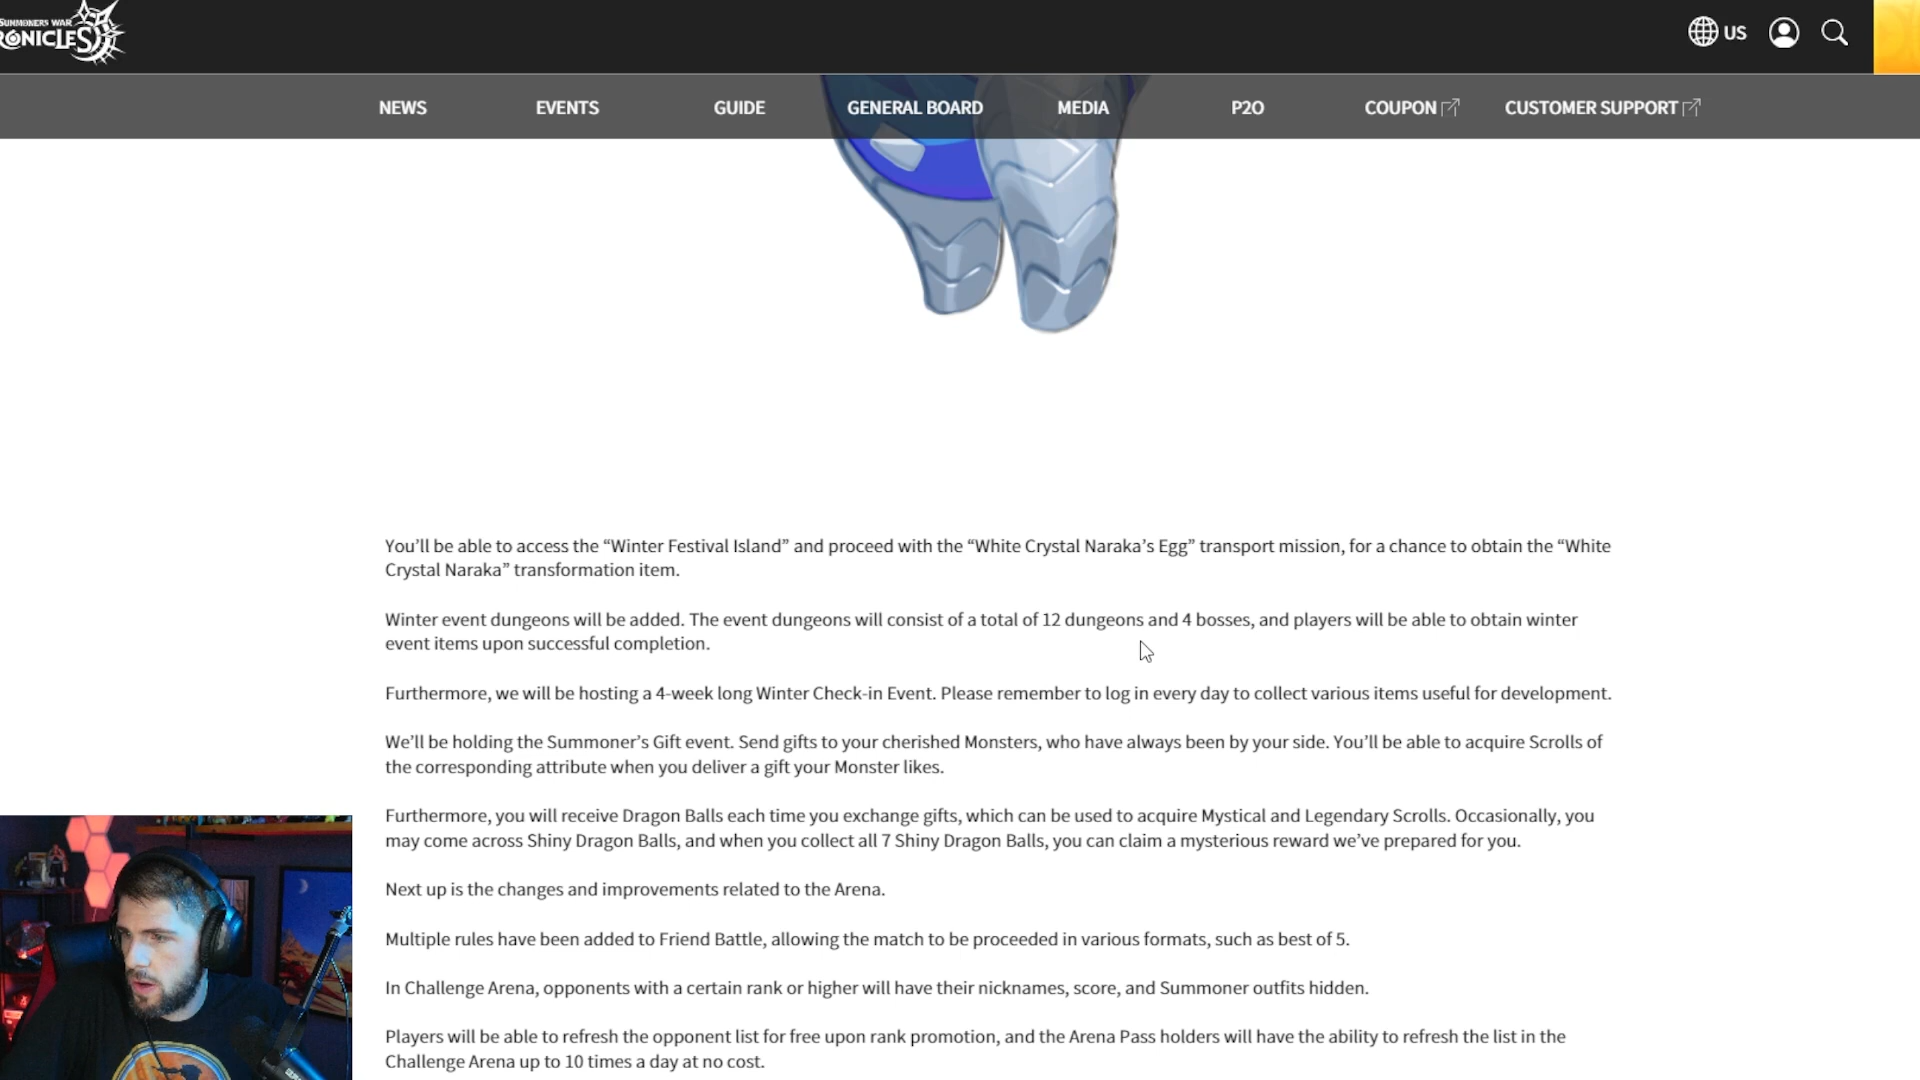 SUMMONERS WAR
US
NEWS EVENTS GUIDE GENERAL BOARD MEDIA P2O COUPON CUSTOMER SUPPORT
You’ll be able to access the “Winter Festival Island” and proceed with the “White Crystal Naraka’s Egg” transport mission, for a chance to obtain the “White
Crystal Naraka” transformation item.
Winter event dungeons will be added. The event dungeons will consist of a total of 12 dungeons and 4 bosses, and players will be able to obtain winter
event items upon successful completion.
Furthermore, we will be hosting a 4-week long Winter Check-in Event. Please remember to log in every day to collect various items useful for development.
We’ll be holding the Summoner’s Gift event. Send gifts to your cherished Monsters, who have always been by your side. You’ll be able to acquire Scrolls of
the corresponding attribute when you deliver a gift your Monster likes.
Furthermore, you will receive Dragon Balls each time you exchange gifts, which can be used to acquire Mystical and Legendary Scrolls. Occasionally, you
may come across Shiny Dragon Balls, and when you collect all 7 Shiny Dragon Balls, you can claim a mysterious reward we’ve prepared for you.
Next up is the changes and improvements related to the Arena.
Multiple rules have been added to Friend Battle, allowing the match to be proceeded in various formats, such as best of 5.
In Challenge Arena, opponents with a certain rank or higher will have their nicknames, score, and Summoner outfits hidden.
Players will be able to refresh the opponent list for free upon rank promotion, and the Arena Pass holders will have the ability to refresh the list in the
Challenge Arena up to 10 times a day at no cost.